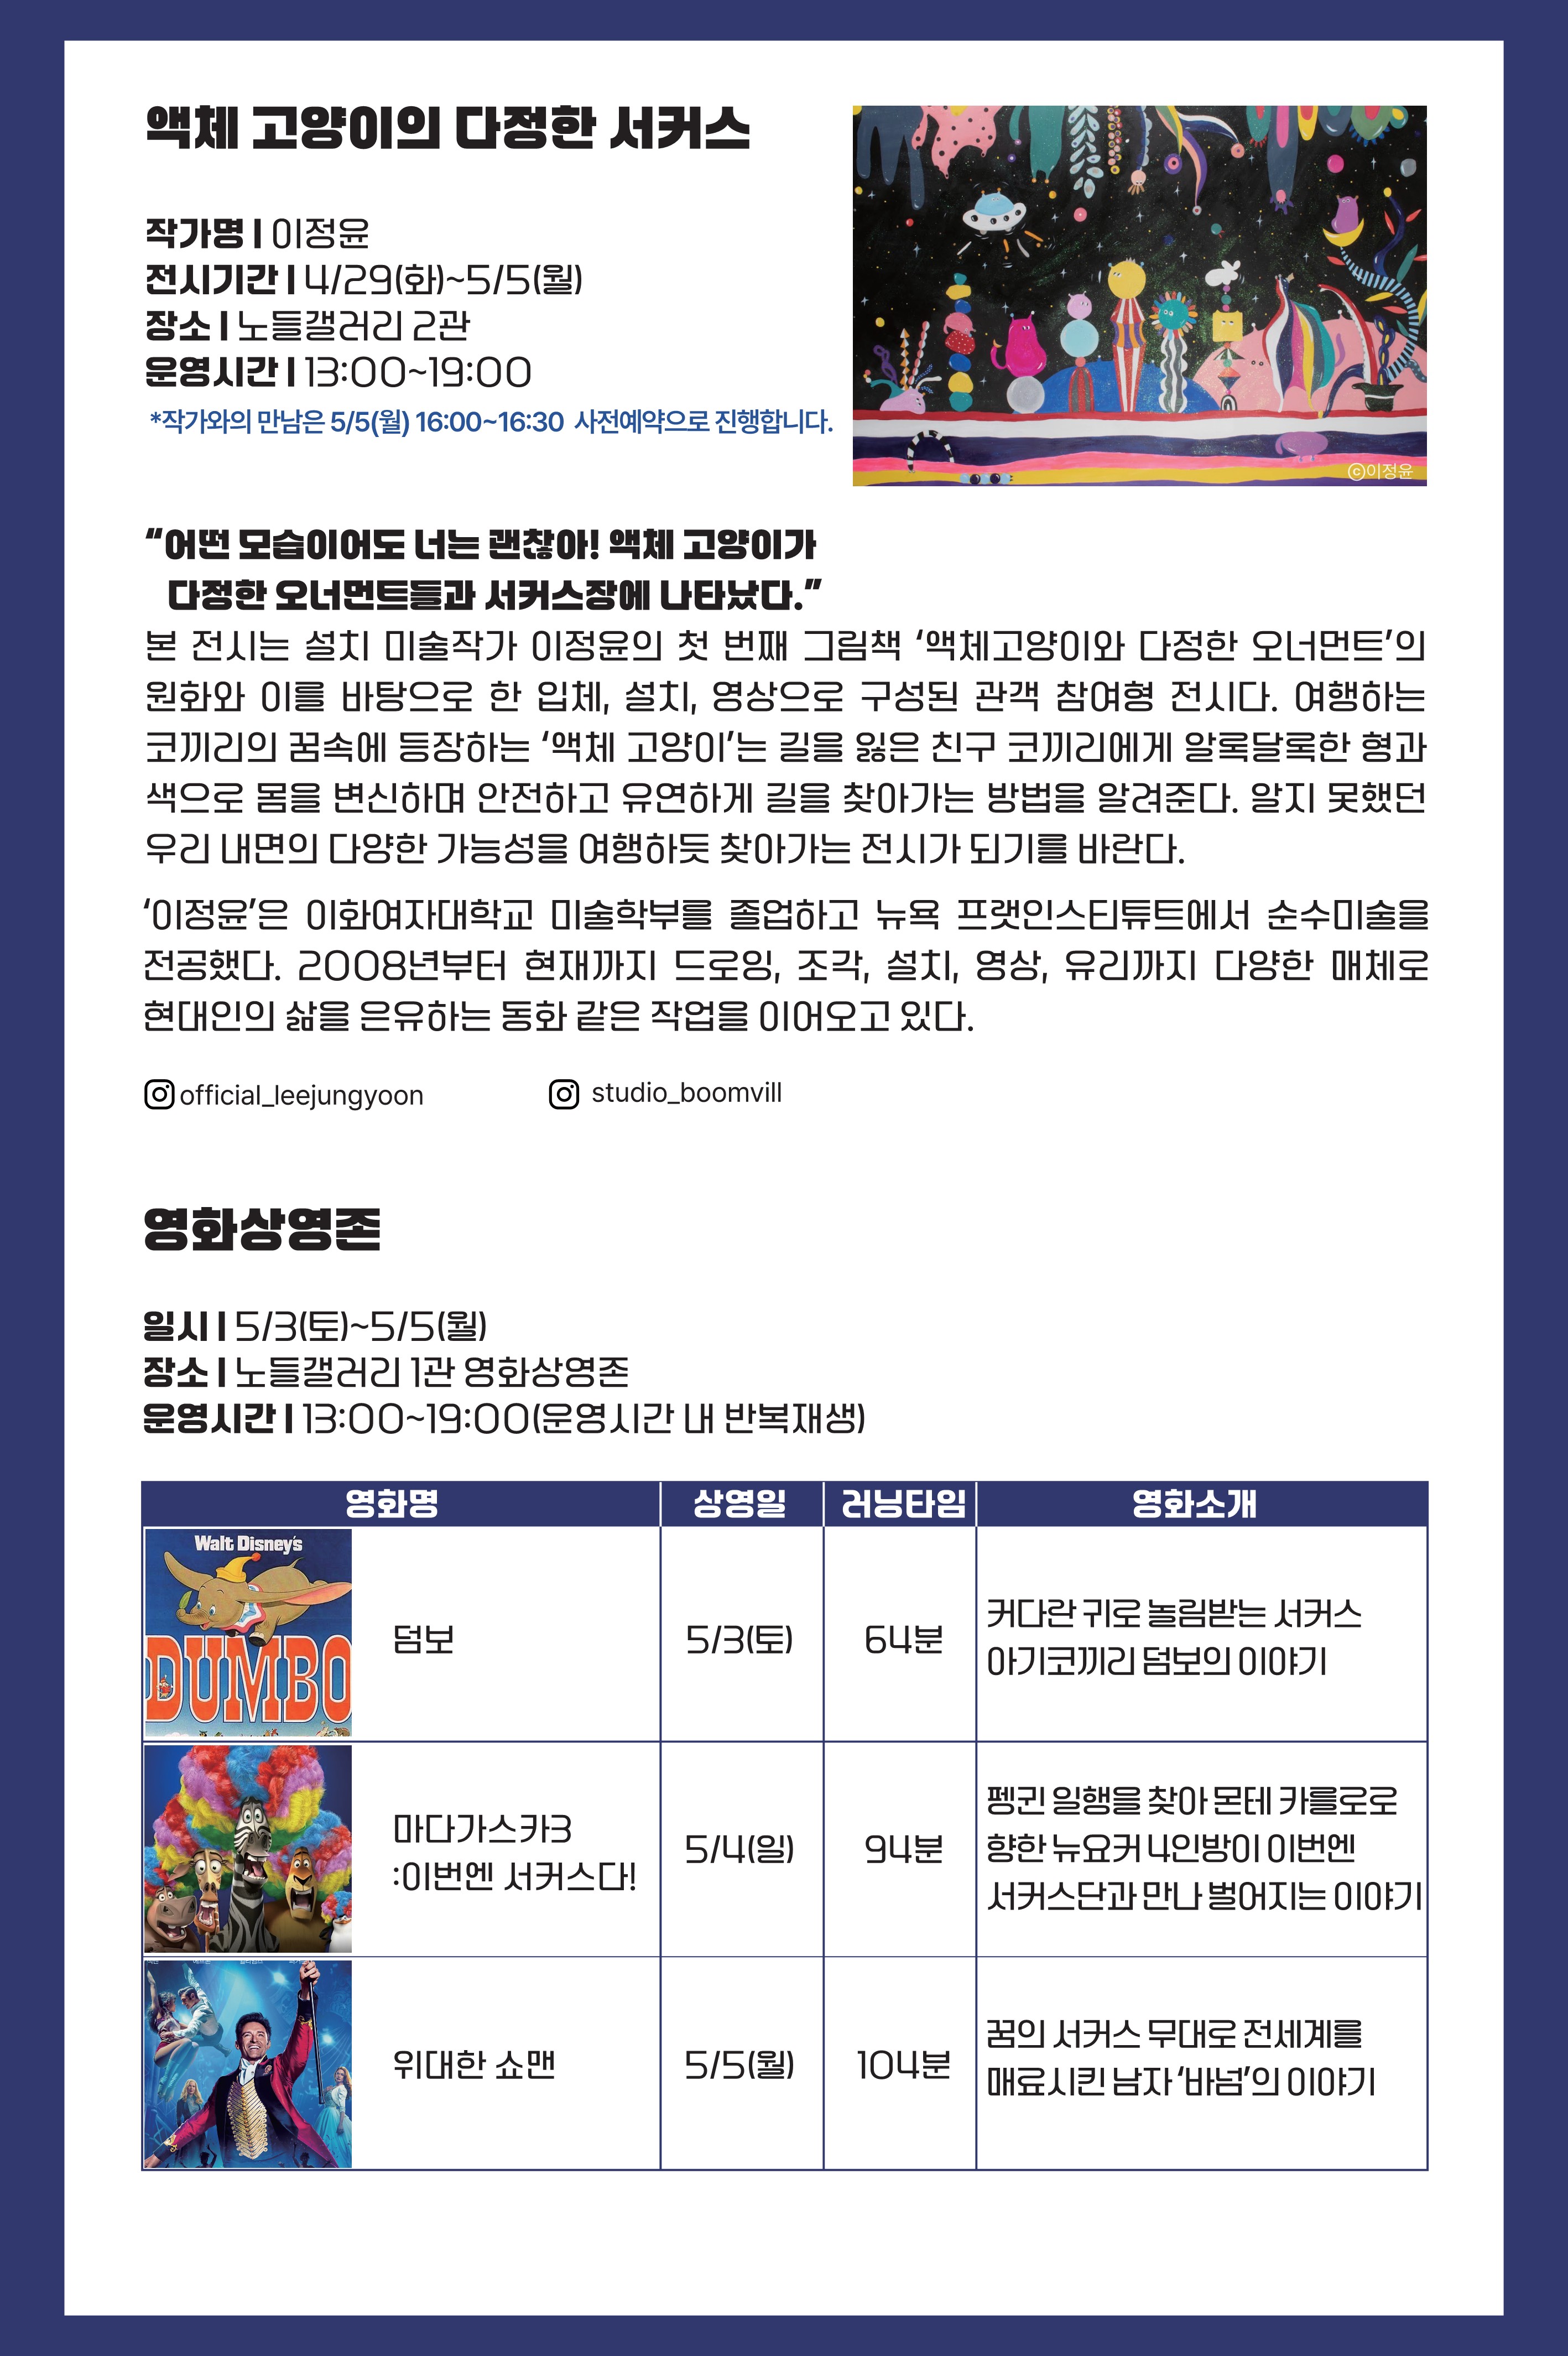 액체 고양이의 다정한 서커스
작가명 | 이정윤
전시기간 | 4/29(화)~5/5(월)
장소 | 노들갤러리 2관
운영시간 | 13:00~19:00
*작가와의 만남은 5/5(월) 16:00~16:30 사전예약으로 진행합니다.
ⓒ이정윤
“어떤 모습이어도 너는 괜찮아! 액체 고양이가
다정한 오너먼트들과 서커스장에 나타났다.”
본 전시는 설치 미술작가 이정윤의 첫 번째 그림책 ‘액체고양이와 다정한 오너먼트’의
원화와 이를 바탕으로 한 입체, 설치, 영상으로 구성된 관객 참여형 전시다. 여행하는
코끼리의 꿈속에 등장하는 ‘액체 고양이’는 길을 잃은 친구 코끼리에게 알록달록한 형과
색으로 몸을 변신하며 안전하고 유연하게 길을 찾아가는 방법을 알려준다. 알지 못했던
우리 내면의 다양한 가능성을 여행하듯 찾아가는 전시가 되기를 바란다.
‘이정윤’은 이화여자대학교 미술학부를 졸업하고 뉴욕 프랫인스티튜트에서 순수미술을
전공했다. 2008년부터 현재까지 드로잉, 조각, 설치, 영상, 유리까지 다양한 매체로
현대인의 삶을 은유하는 동화 같은 작업을 이어오고 있다.
official_leejungyoon studio_boomvill
영화상영존
일시 | 5/3(토)~5/5(월)
장소 | 노들갤러리 1관 영화상영존
운영시간 | 13:00~19:00(운영시간 내 반복재생)
영화명 상영일 러닝타임 영화소개
Walt Disney's
DUMBO
덤보 5/3(토) 64분
커다란 귀로 놀림받는 서커스
아기코끼리 덤보의 이야기
마다가스카3
:이번엔 서커스다!
5/4(일) 94분
펭귄 일행을 찾아 몬테 카를로로
향한 뉴요커 4인방이 이번엔
서커스단과 만나 벌어지는 이야기
위대한 쇼맨 5/5(월) 104분
꿈의 서커스 무대로 전세계를
매료시킨 남자 ‘바넘’의 이야기